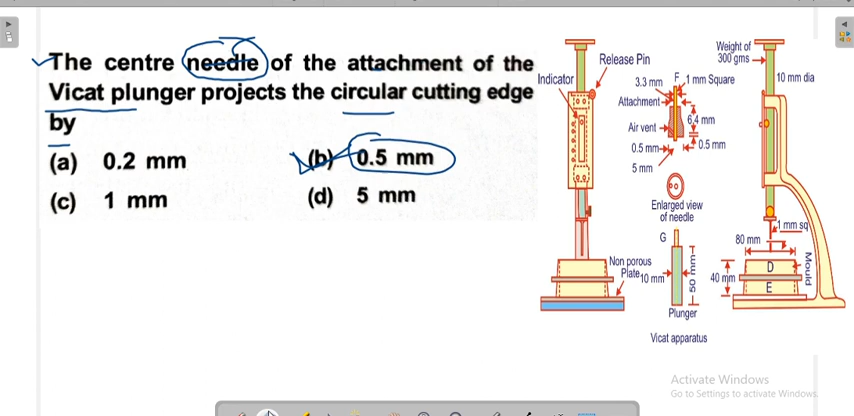 The centre needle of the attachment of the
Vicat plunger projects the circular cutting edge
by
(a) 0.2 mm
(b) 0.5 mm
(c) 1 mm
(d) 5 mm
Indicator
Release Pin
3.3 mm
F
1 mm Square
Attachment
Air vent
6.4 mm
0.5 mm
0.5 mm
5 mm
Enlarged view
of needle
G
Non porous
Plate
10 mm
50 mm
Plunger
Vicat apparatus
Weight of
300 gms
10 mm dia
1 mm sq
80 mm
40 mm
D
E
Mould
Activate Windows
Go to Settings to activate Windows.